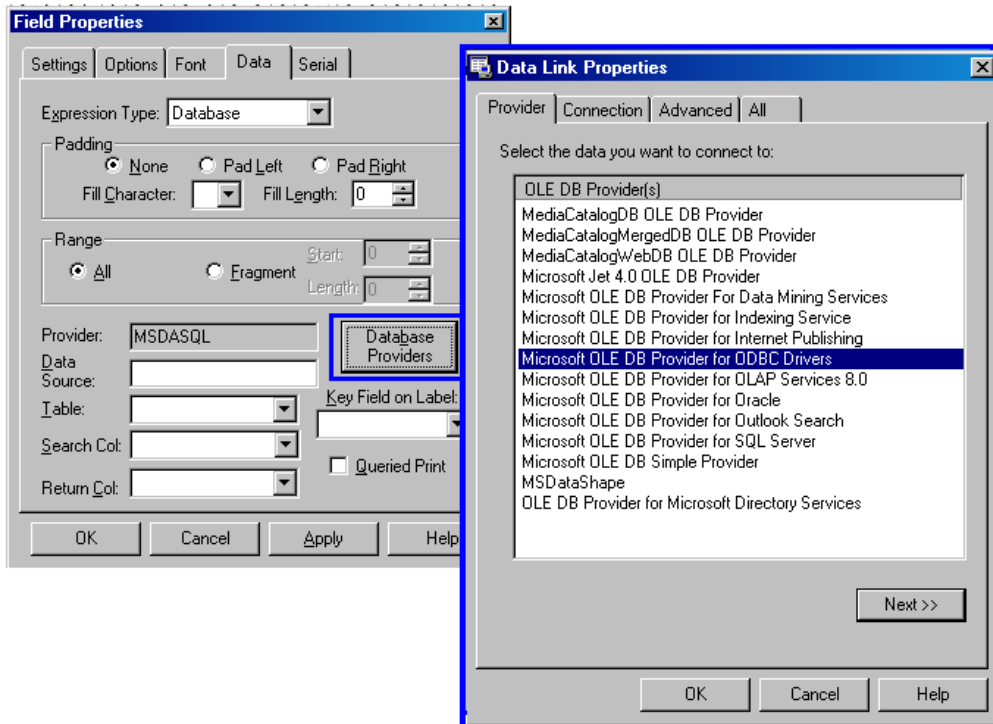 Field Properties
Settings Options Font Data Serial
Expression Type: Database
Padding
None Pad Left Pad Right
Fill Character: Fill Length: 0
Range
All Fragment
Start: 0
Length: 0
Provider: MSDASQL
Database Providers
Data Source:
Table:
Key Field on Label:
Search Col:
Queried Print
Return Col:
OK Cancel Apply Help
Data Link Properties
Provider Connection Advanced All
Select the data you want to connect to:
OLE DB Provider(s)
MediaCatalogDB OLE DB Provider
MediaCatalogMergedDB OLE DB Provider
MediaCatalogWebDB OLE DB Provider
Microsoft Jet 4.0 OLE DB Provider
Microsoft OLE DB Provider For Data Mining Services
Microsoft OLE DB Provider for Indexing Service
Microsoft OLE DB Provider for Internet Publishing
Microsoft OLE DB Provider for ODBC Drivers
Microsoft OLE DB Provider for OLAP Services 8.0
Microsoft OLE DB Provider for Oracle
Microsoft OLE DB Provider for Outlook Search
Microsoft OLE DB Provider for SQL Server
Microsoft OLE DB Simple Provider
MSDataShape
OLE DB Provider for Microsoft Directory Services
Next >>
OK Cancel Help